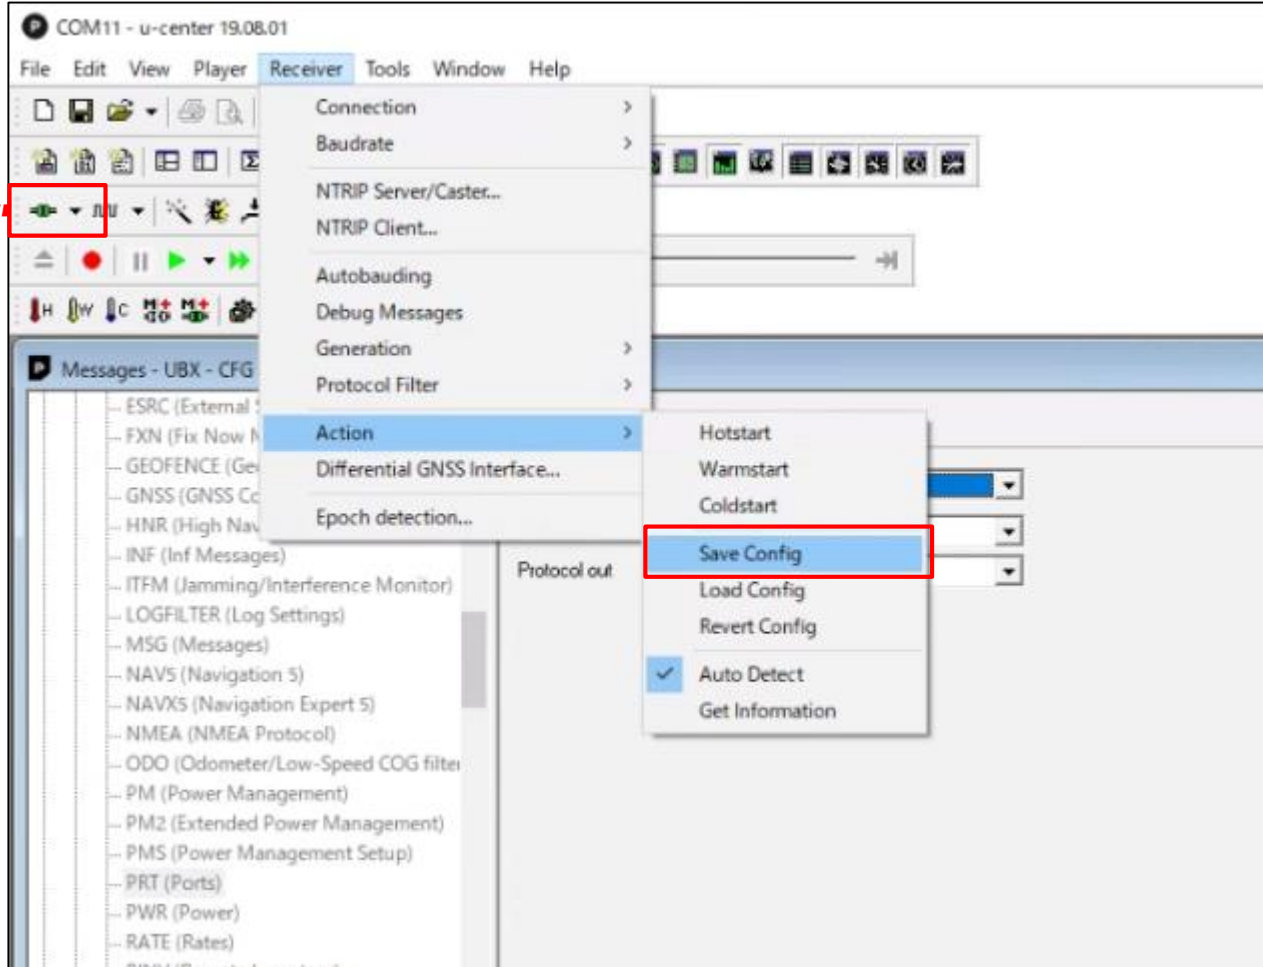 COM11 - u-center 19.08.01
File Edit View Player Receiver Tools Window Help
Connection
Baudrate
NTRIP Server/Caster...
NTRIP Client...
Autobauding
Debug Messages
Generation
Protocol Filter
Action
Differential GNSS Interface...
Epoch detection...
Hotstart
Warmstart
Coldstart
Save Config
Load Config
Revert Config
Auto Detect
Get Information
H W C
Messages - UBX - CFG
ESRC (External
FXN (Fix Now
GEOFENCE (Ge
GNSS (GNSS Co
HNR (High Nav
INF (Inf Messages)
ITFM (Jamming/Interference Monitor)
LOGFILTER (Log Settings)
MSG (Messages)
NAV5 (Navigation 5)
NAVX5 (Navigation Expert 5)
NMEA (NMEA Protocol)
ODO (Odometer/Low-Speed COG filter
PM (Power Management)
PM2 (Extended Power Management)
PMS (Power Management Setup)
PRT (Ports)
PWR (Power)
RATE (Rates)
Protocol out